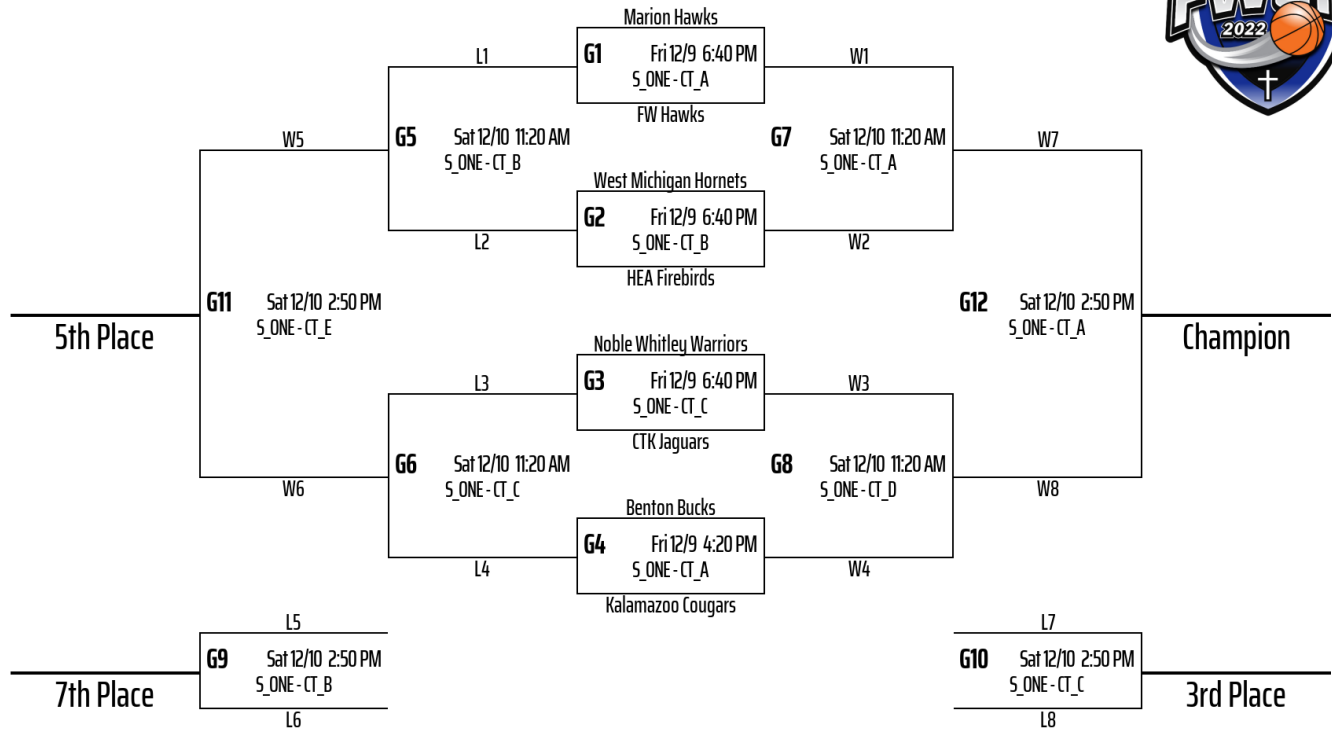 2022
Marion Hawks
G1 Fri 12/9 6:40 PM
S_ONE - CT_A
FW Hawks
L1
W1
G5 Sat 12/10 11:20 AM
S_ONE - CT_B
W5
G7 Sat 12/10 11:20 AM
S_ONE - CT_A
W7
West Michigan Hornets
G2 Fri 12/9 6:40 PM
S_ONE - CT_B
HEA Firebirds
L2
W2
G11 Sat 12/10 2:50 PM
S_ONE - CT_E
5th Place
G12 Sat 12/10 2:50 PM
S_ONE - CT_A
Champion
Noble Whitley Warriors
G3 Fri 12/9 6:40 PM
S_ONE - CT_C
CTK Jaguars
L3
W3
G6 Sat 12/10 11:20 AM
S_ONE - CT_C
W6
G8 Sat 12/10 11:20 AM
S_ONE - CT_D
W8
Benton Bucks
G4 Fri 12/9 4:20 PM
S_ONE - CT_A
Kalamazoo Cougars
L4
W4
L5
G9 Sat 12/10 2:50 PM
S_ONE - CT_B
7th Place
L6
L7
G10 Sat 12/10 2:50 PM
S_ONE - CT_C
3rd Place
L8